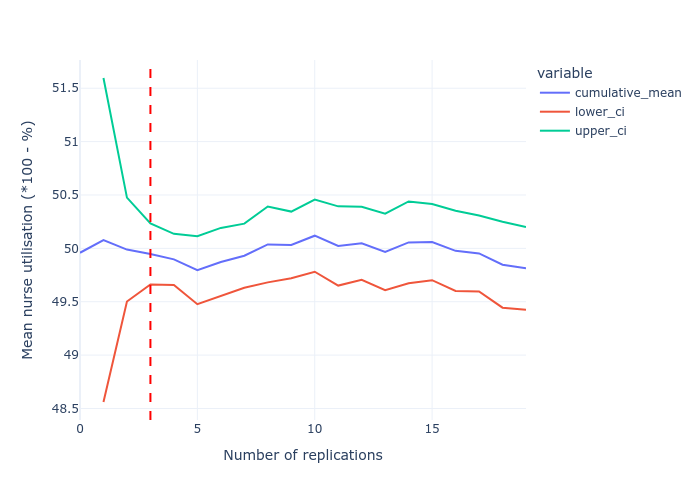 variable
cumulative_mean
lower_ci
upper_ci
51.5
51
50.5
50
49.5
49
48.5
Mean nurse utilisation (*100 - %)
0 5 10 15
Number of replications